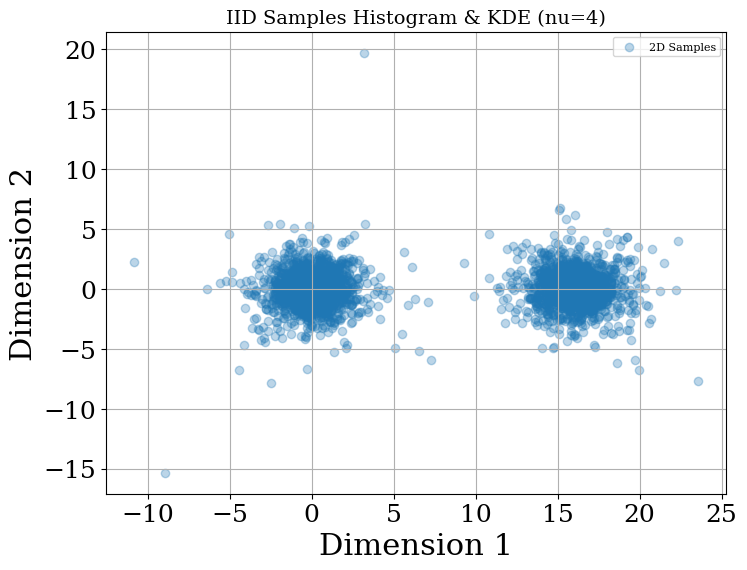 IID Samples Histogram & KDE (nu=4)
2D Samples
Dimension 2
20
15
10
5
0
−5
−10
−15
−10 −5 0 5 10 15 20 25
Dimension 1